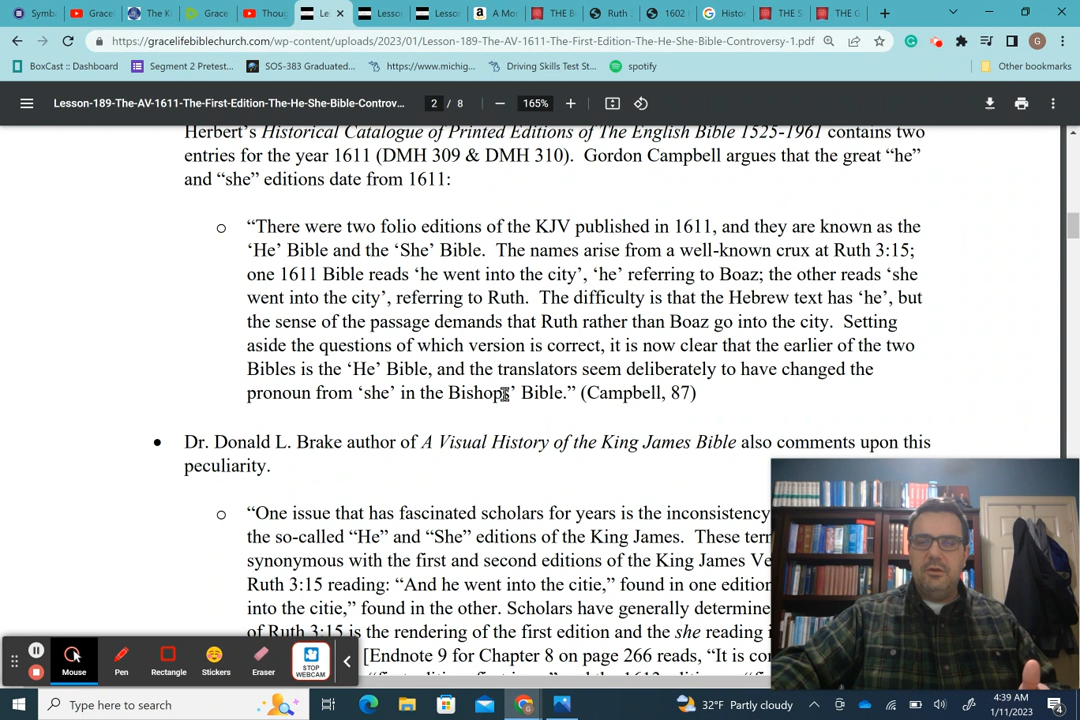 Symba
Grace
The K
Grace
Thou
Le
Lesso
Lesso
A Mo
THE B
Ruth
1602
Histo
THE S
THE G
https://gracelifebiblechurch.com/wp-content/uploads/2023/01/Lesson-189-The-AV-1611-The-First-Edition-The-He-She-Bible-Controversy-1.pdf
G
BoxCast :: Dashboard
Segment 2 Pretest...
SOS-383 Graduated...
https://www.michig...
Driving Skills Test St...
spotify
Other bookmarks
Lesson-189-The-AV-1611-The-First-Edition-The-He-She-Bible-Controv...
2 / 8
165%
Herbert's Historical Catalogue of Printed Editions of The English Bible 1525-1961 contains two
entries for the year 1611 (DMH 309 & DMH 310). Gordon Campbell argues that the great “he”
and “she” editions date from 1611:
o “There were two folio editions of the KJV published in 1611, and they are known as the
‘He’ Bible and the ‘She’ Bible. The names arise from a well-known crux at Ruth 3:15;
one 1611 Bible reads ‘he went into the city’, ‘he’ referring to Boaz; the other reads ‘she
went into the city’, referring to Ruth. The difficulty is that the Hebrew text has ‘he’, but
the sense of the passage demands that Ruth rather than Boaz go into the city. Setting
aside the questions of which version is correct, it is now clear that the earlier of the two
Bibles is the ‘He’ Bible, and the translators seem deliberately to have changed the
pronoun from ‘she’ in the Bishops’ Bible.” (Campbell, 87)
• Dr. Donald L. Brake author of A Visual History of the King James Bible also comments upon this
peculiarity.
o “One issue that has fascinated scholars for years is the inconsistency
the so-called “He” and “She” editions of the King James. These ter
synonymous with the first and second editions of the King James Ve
Ruth 3:15 reading: “And he went into the citie,” found in one edition
into the citie,” found in the other. Scholars have generally determine
of Ruth 3:15 is the rendering of the first edition and the she reading i
[Endnote 9 for Chapter 8 on page 266 reads, “It is co
Mouse
Pen
Rectangle
Stickers
Eraser
STOP
WEBCAM
Type here to search
32°F Partly cloudy
4:39 AM
1/11/2023
4